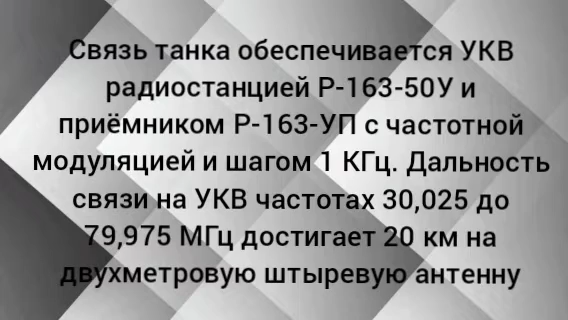 Связь танка обеспечивается УКВ
радиостанцией Р-163-50У и
приёмником Р-163-УП с частотной
модуляцией и шагом 1 КГц. Дальность
связи на УКВ частотах 30,025 до
79,975 МГц достигает 20 км на
двухметровую штыревую антенну